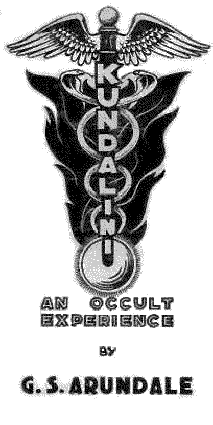 KUNDALINI
AN OCCULT
EXPERIENCE
BY
G. S. ARUNDALE